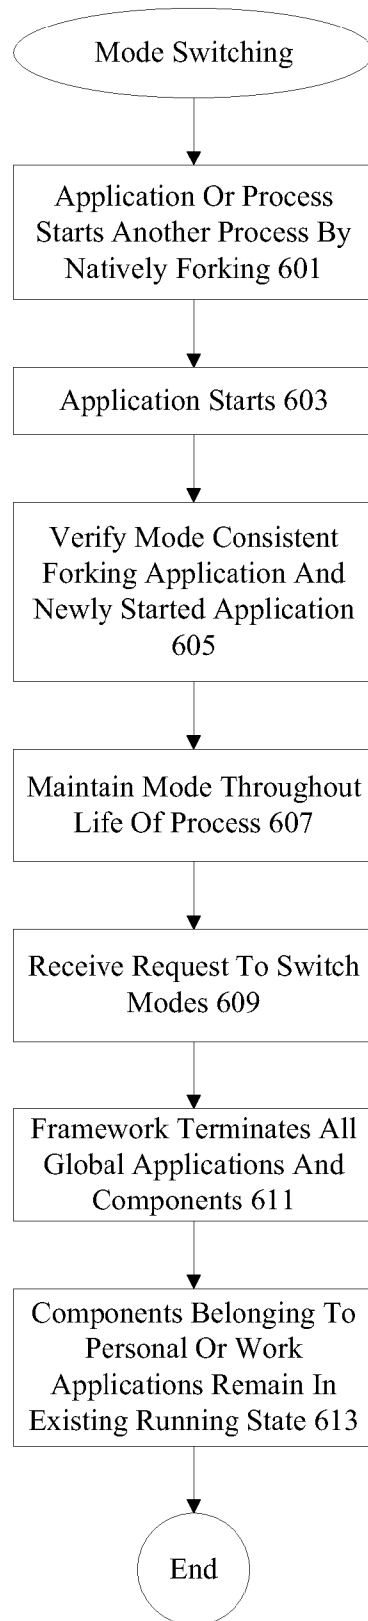 Mode Switching
Application Or Process
Starts Another Process By
Natively Forking 601
Application Starts 603
Verify Mode Consistent
Forking Application And
Newly Started Application
605
Maintain Mode Throughout
Life Of Process 607
Receive Request To Switch
Modes 609
Framework Terminates All
Global Applications And
Components 611
Components Belonging To
Personal Or Work
Applications Remain In
Existing Running State 613
End